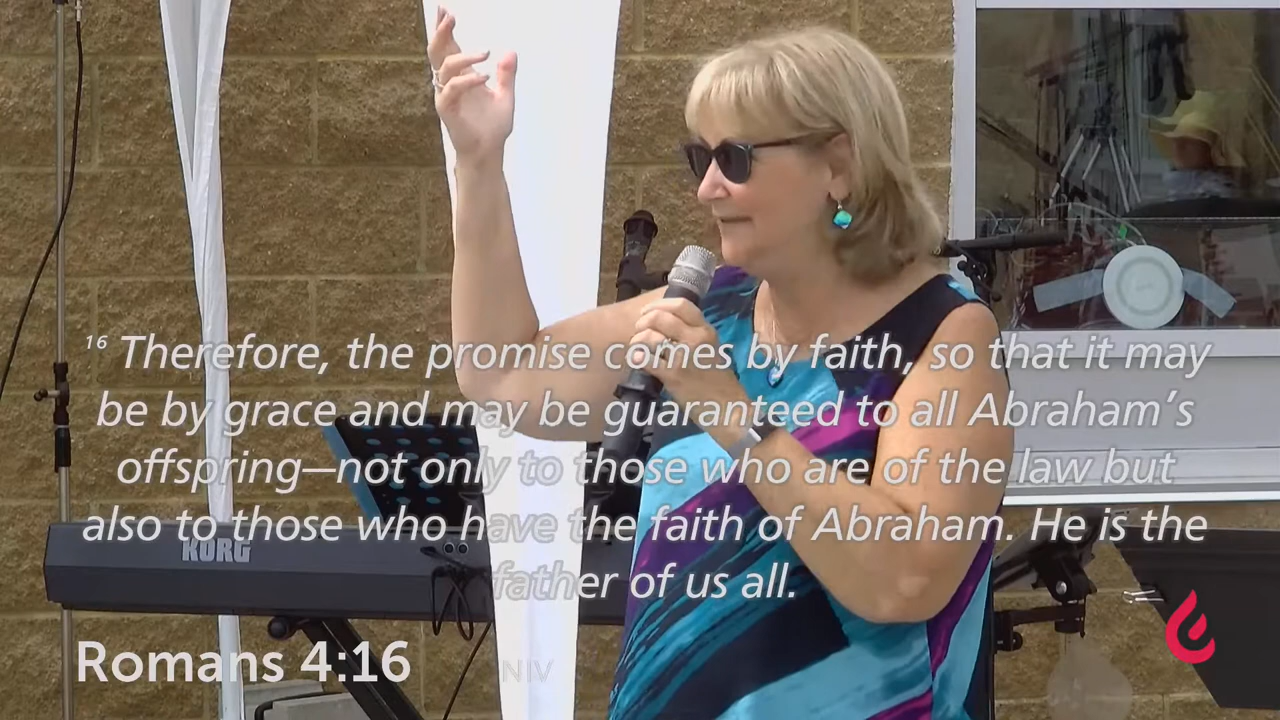 16 Therefore, the promise comes by faith, so that it may
be by grace and may be guaranteed to all Abraham's
offspring—not only to those who are of the law but
also to those who have the faith of Abraham. He is the
father of us all.
KORG
Romans 4:16 NIV